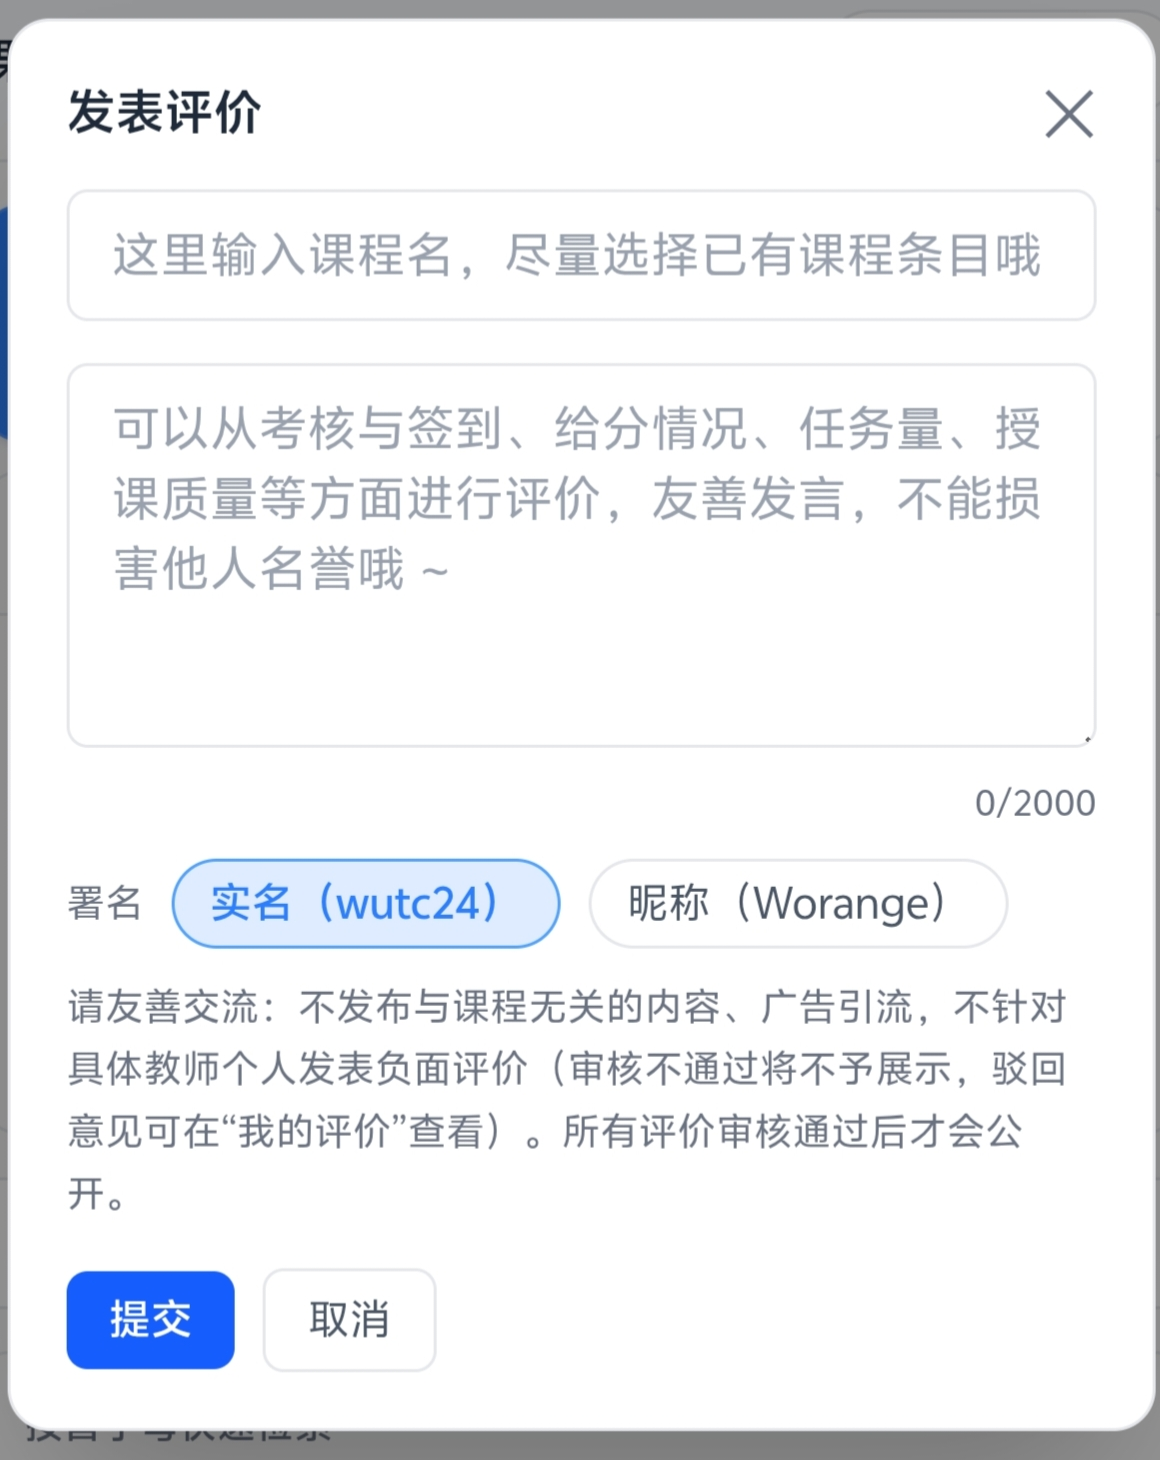 发表评价
这里输入课程名，尽量选择已有课程条目哦
可以从考核与签到、给分情况、任务量、授
课质量等方面进行评价，友善发言，不能损
害他人名誉哦 ~
0/2000
署名 实名（wutc24） 昵称（Worange）
请友善交流：不发布与课程无关的内容、广告引流，不针对
具体教师个人发表负面评价（审核不通过将不予展示，驳回
意见可在“我的评价”查看）。所有评价审核通过后才会公
开。
提交 取消